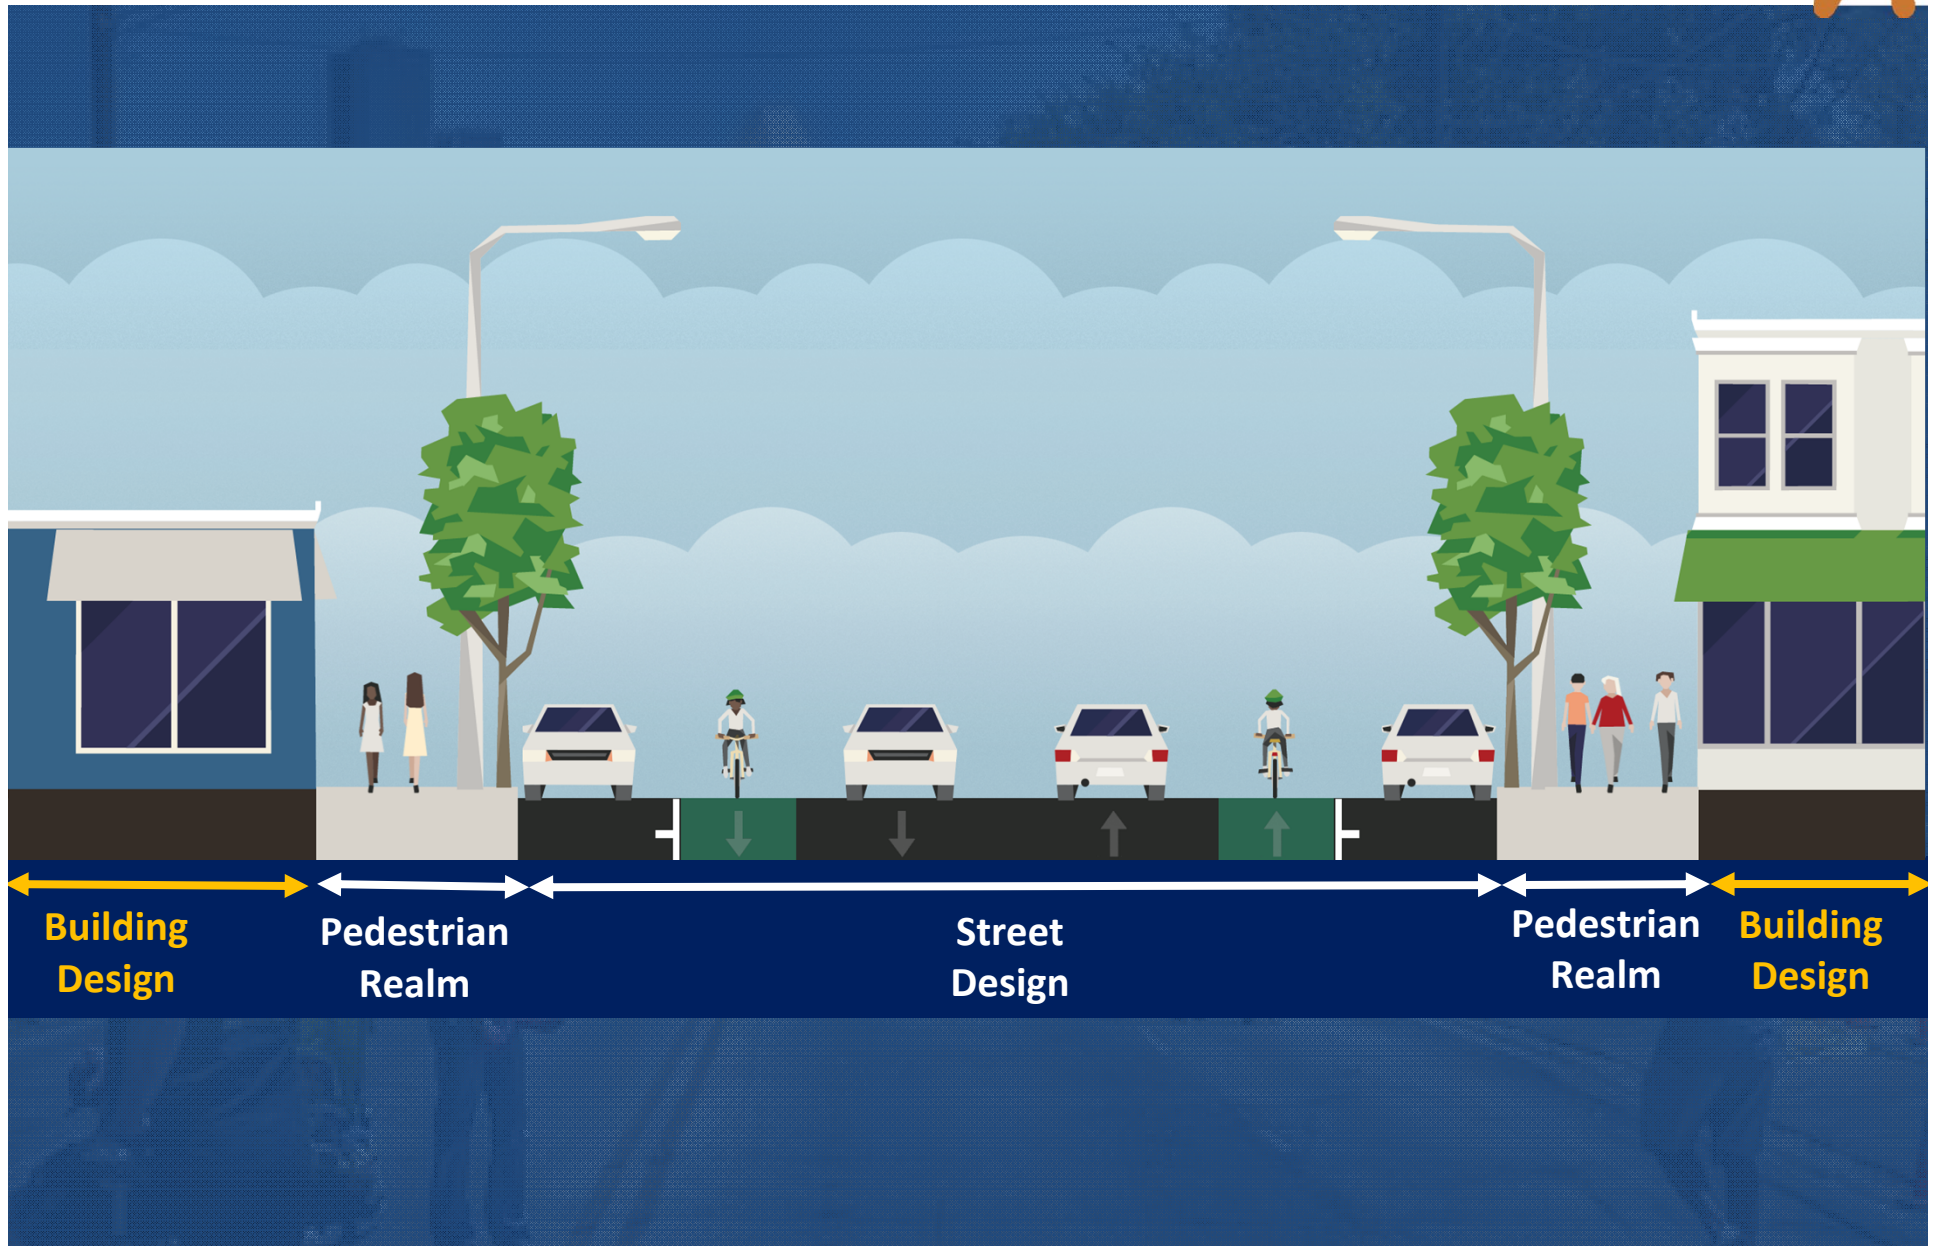 Building
Design
Pedestrian
Realm
Street
Design
Pedestrian
Realm
Building
Design